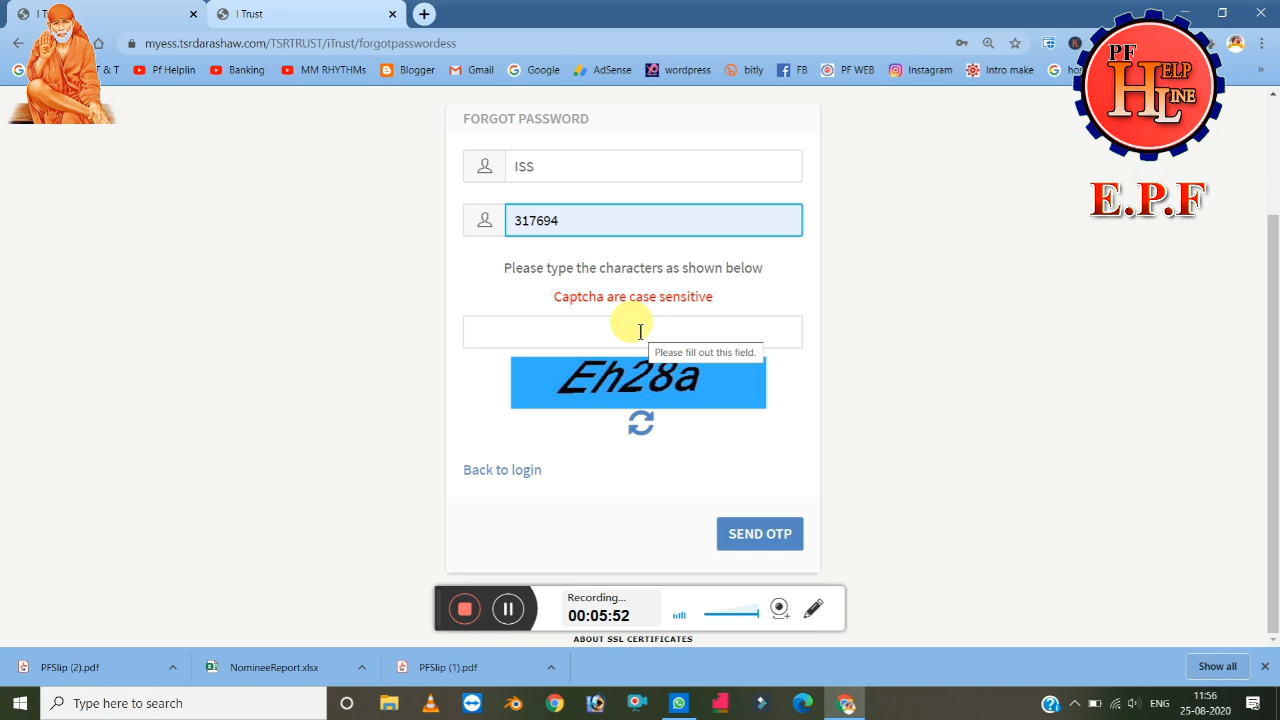 I T
I Trust
myess.tsrdarashaw.com/TSRTRUST/iTrust/forgotpasswordess
T & T
PF Helplin
Banking
MM RHYTHMs
Blogger
Gmail
Google
AdSense
wordpress
bitly
FB
PF WEB
Instagram
Intro make
PF
HELP
LINE
E.P.F
FORGOT PASSWORD
ISS
317694
Please type the characters as shown below
Captcha are case sensitive
Please fill out this field.
Eh28a
Back to login
SEND OTP
Recording...
00:05:52
ABOUT SSL CERTIFICATES
PFSlip (2).pdf
NomineeReport.xlsx
PFSlip (1).pdf
Show all
Type here to search
ENG
11:56
25-08-2020